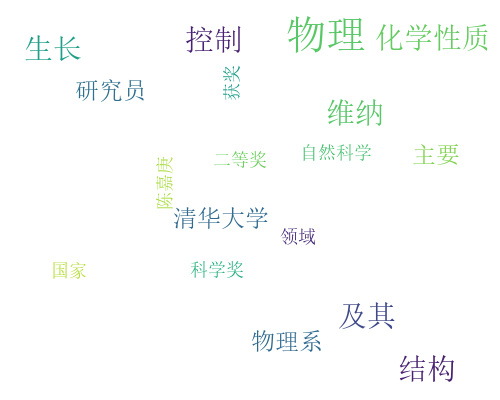 物理
化学性质
控制
生长
研究员
获奖
维纳
自然科学
主要
二等奖
陈嘉庚
清华大学
领域
国家
科学奖
及其
物理系
结构